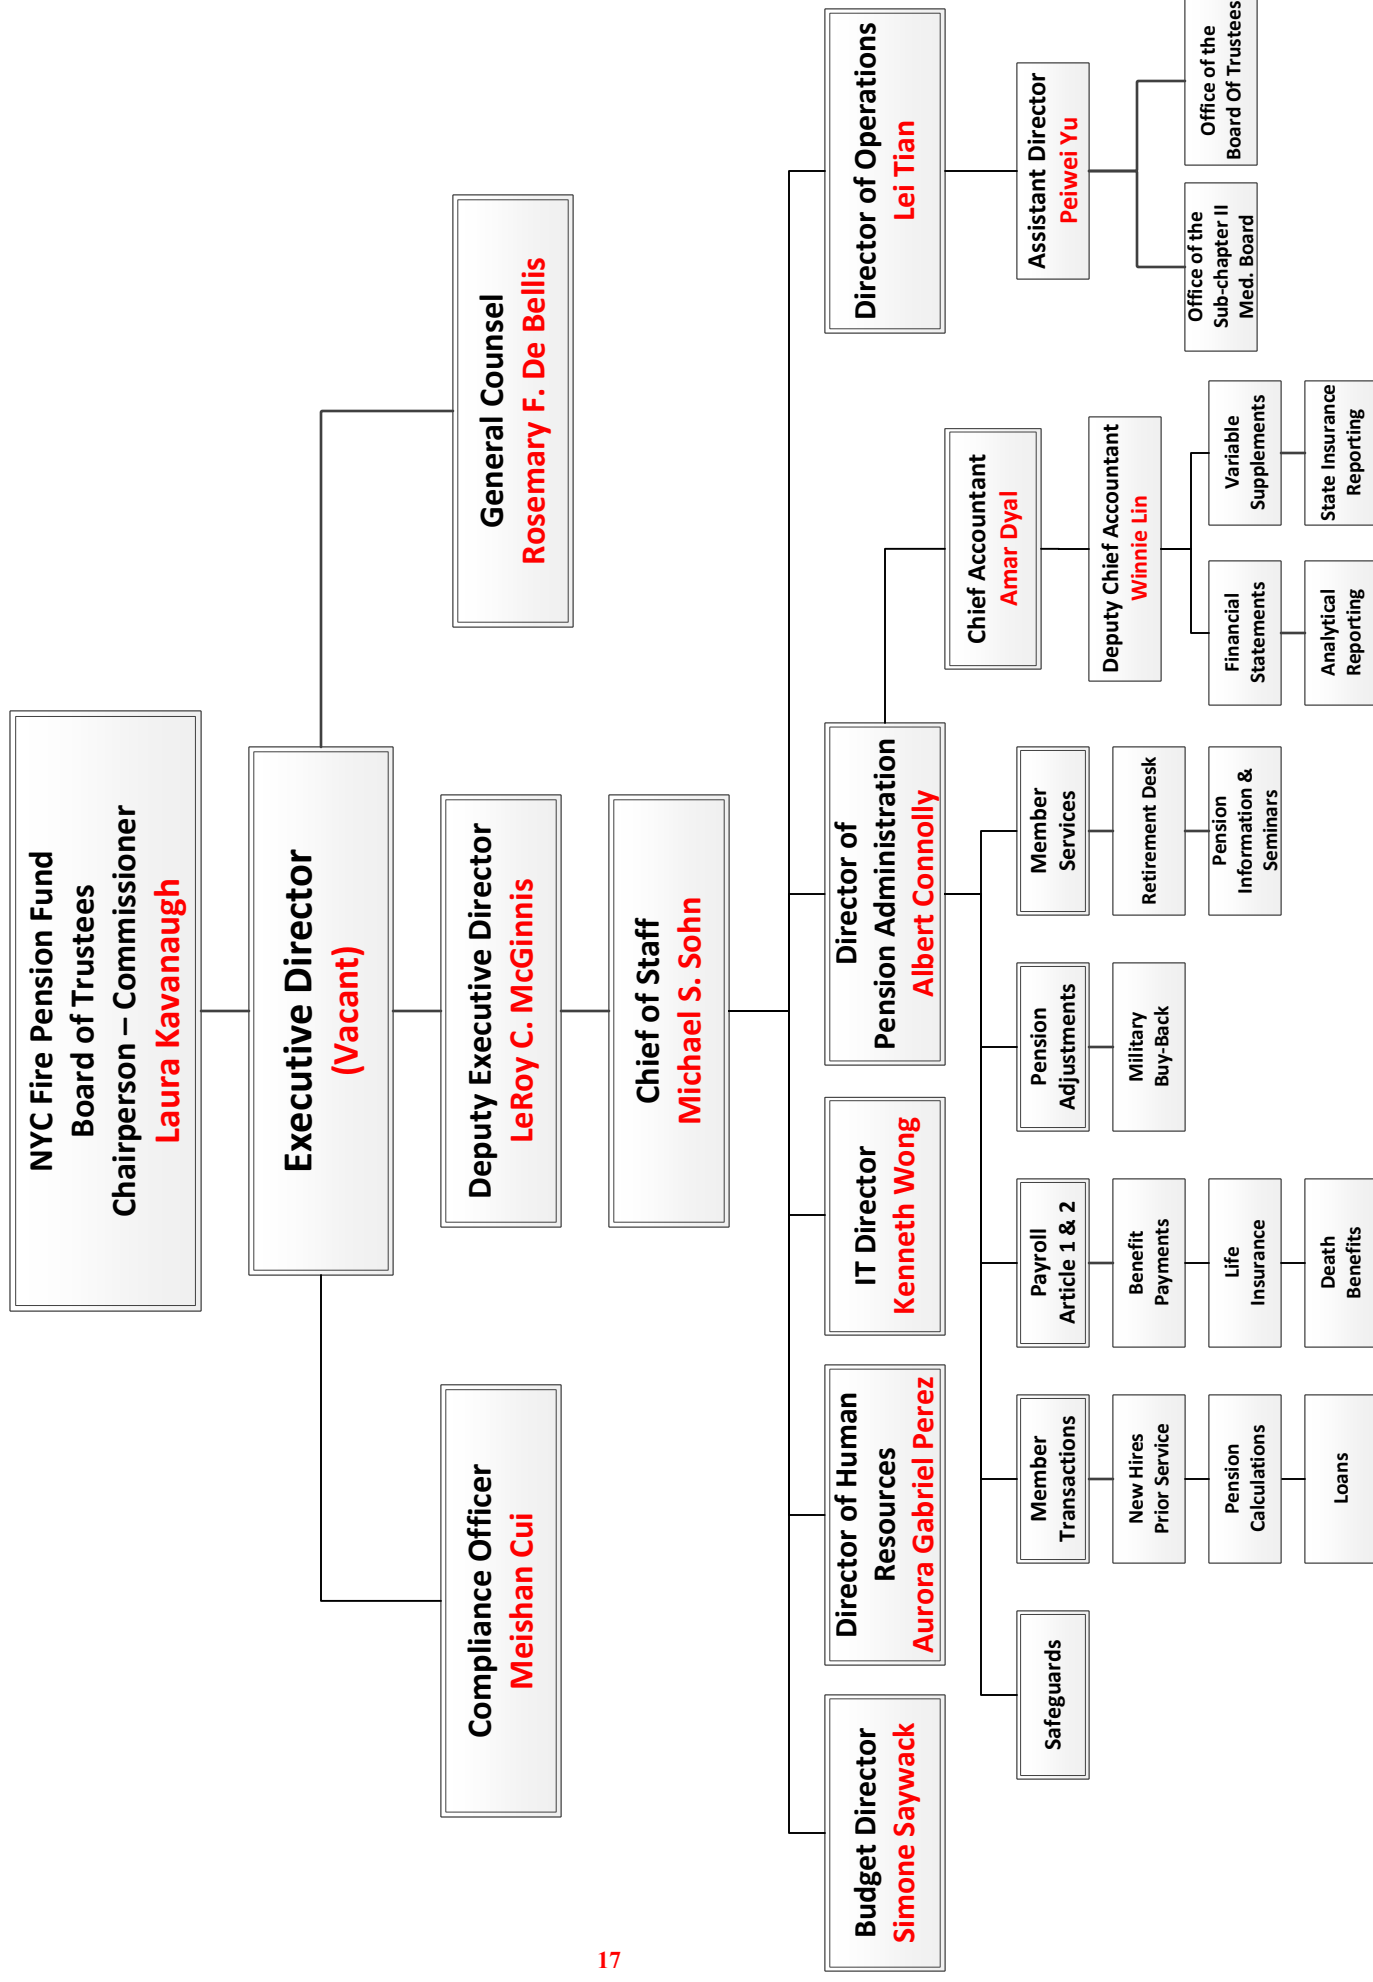 NYC Fire Pension Fund
Board of Trustees
Chairperson – Commissioner
Laura Kavanaugh
Executive Director
(Vacant)
Compliance Officer
Meishan Cui
General Counsel
Rosemary F. De Bellis
Deputy Executive Director
LeRoy C. McGinnis
Chief of Staff
Michael S. Sohn
Budget Director
Simone Saywack
Director of Human
Resources
Aurora Gabriel Perez
IT Director
Kenneth Wong
Director of
Pension Administration
Albert Connolly
Director of Operations
Lei Tian
Chief Accountant
Amar Dyal
Deputy Chief Accountant
Winnie Lin
Financial
Statements
Analytical
Reporting
Variable
Supplements
State Insurance
Reporting
Assistant Director
Peiwei Yu
Office of the
Sub-chapter II
Med. Board
Office of the
Board Of Trustees
Safeguards
Member
Transactions
New Hires
Prior Service
Pension
Calculations
Loans
Payroll
Article 1 & 2
Benefit
Payments
Life
Insurance
Death
Benefits
Pension
Adjustments
Military
Buy-Back
Member
Services
Retirement Desk
Pension
Information &
Seminars
17